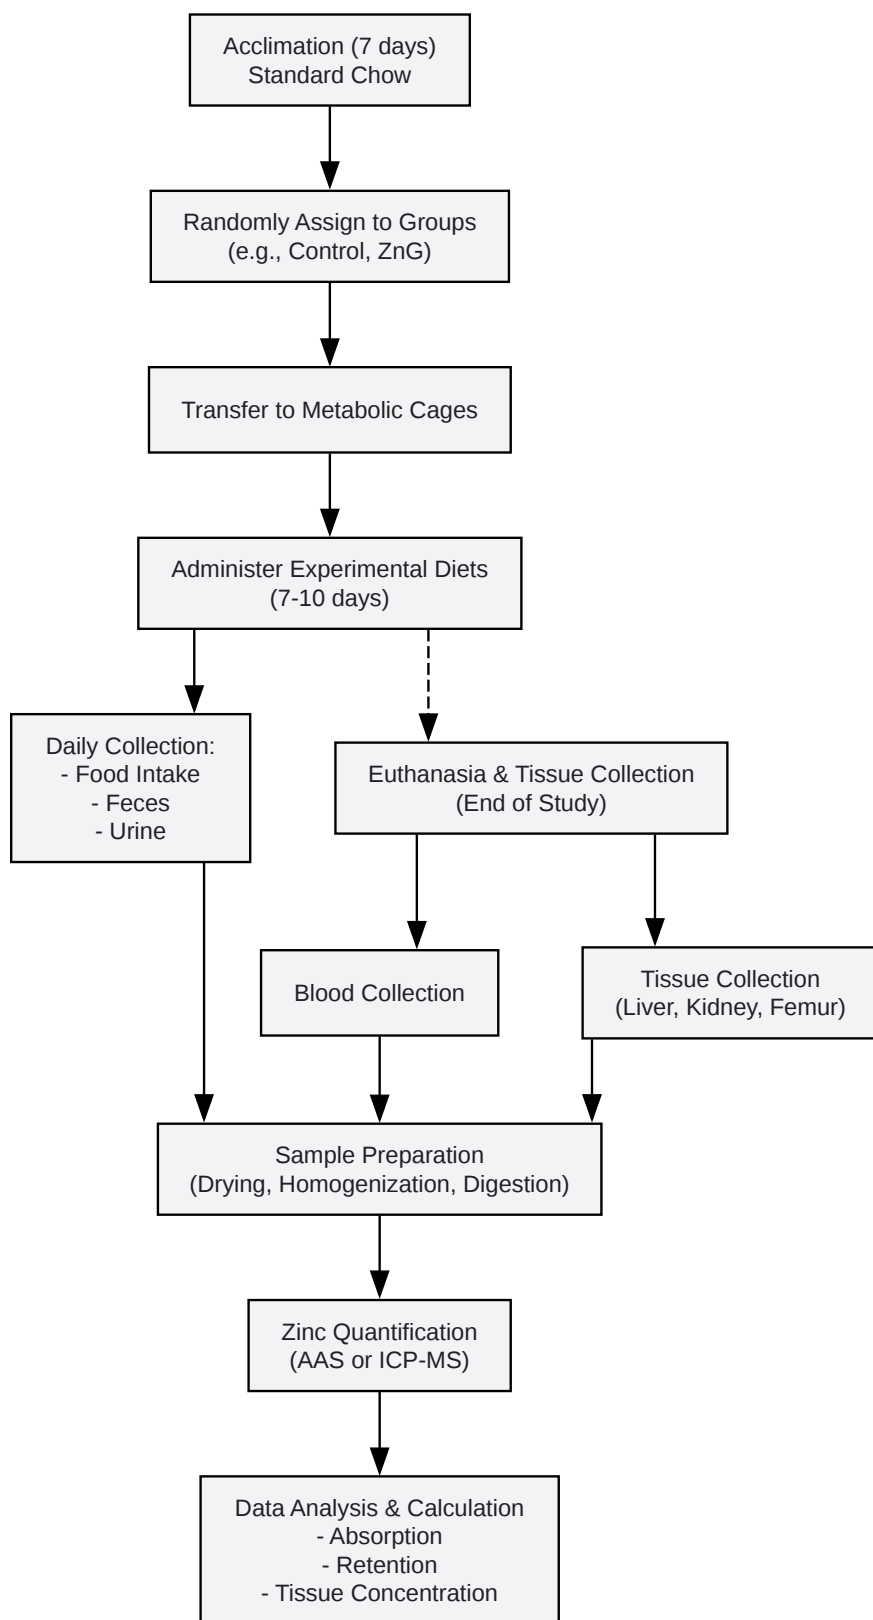 Acclimation (7 days)
Standard Chow
Randomly Assign to Groups
(e.g., Control, ZnG)
Transfer to Metabolic Cages
Administer Experimental Diets
(7-10 days)
Daily Collection:
- Food Intake
- Feces
- Urine
Euthanasia & Tissue Collection
(End of Study)
Blood Collection
Tissue Collection
(Liver, Kidney, Femur)
Sample Preparation
(Drying, Homogenization, Digestion)
Zinc Quantification
(AAS or ICP-MS)
Data Analysis & Calculation
- Absorption
- Retention
- Tissue Concentration